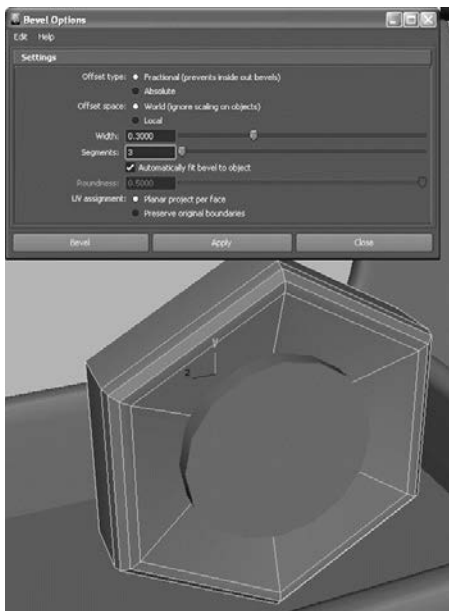 Bevel Options
Edit Help
Settings
Offset type: Fractional (prevents inside out bevels)
Absolute
Offset space: World (ignore scaling on objects)
Local
Width: 0.3000
Segments: 3
Automatically fit bevel to object
Roundness: 0.5000
UV assignment: Planar project per face
Preserve original boundaries
Bevel Apply Close
y
z